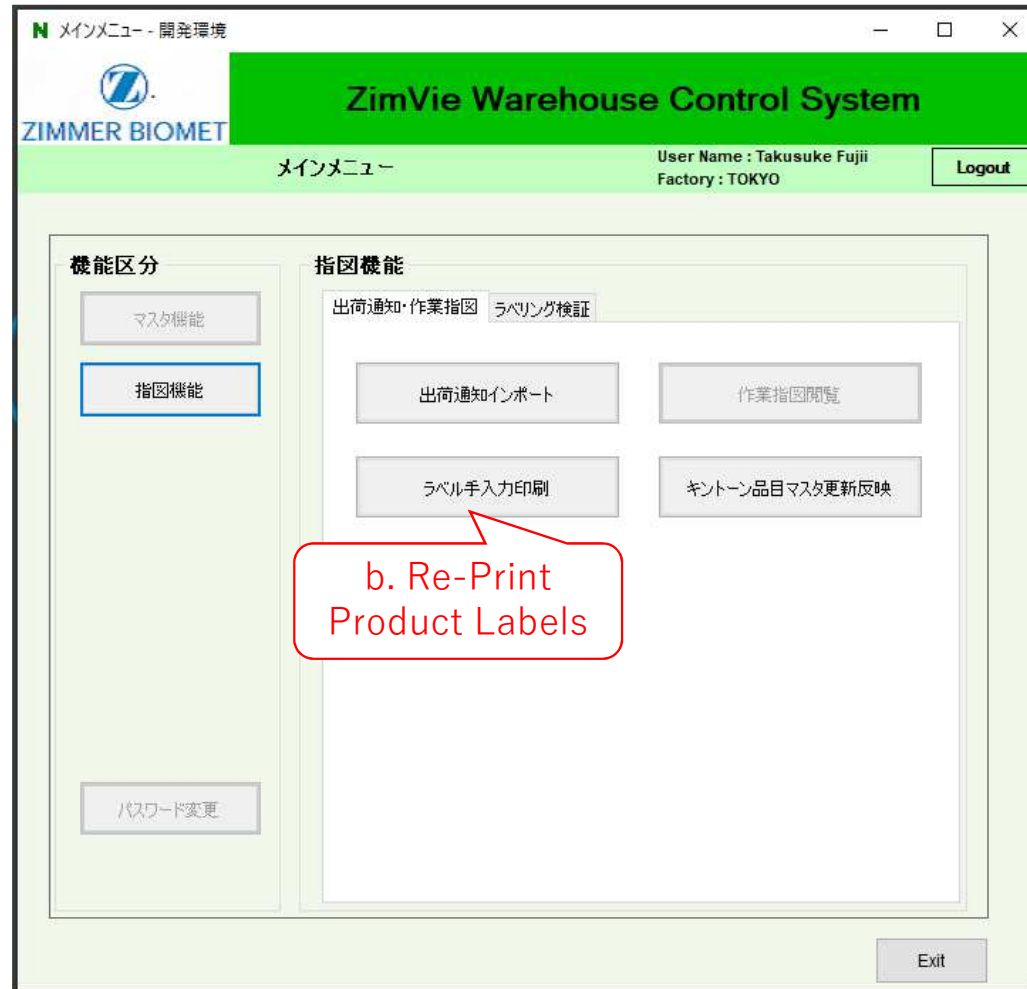 N メインメニュー - 開発環境
Z.
ZIMMER BIOMET
ZimVie Warehouse Control System
メインメニュー
User Name : Takusuke Fujii
Factory : TOKYO
Logout
機能区分
マスタ機能
指図機能
パスワード変更
指図機能
出荷通知・作業指図
ラベリング検証
出荷通知インポート
作業指図閲覧
ラベル手入力印刷
キントーン品目マスタ更新反映
b. Re-Print
Product Labels
Exit